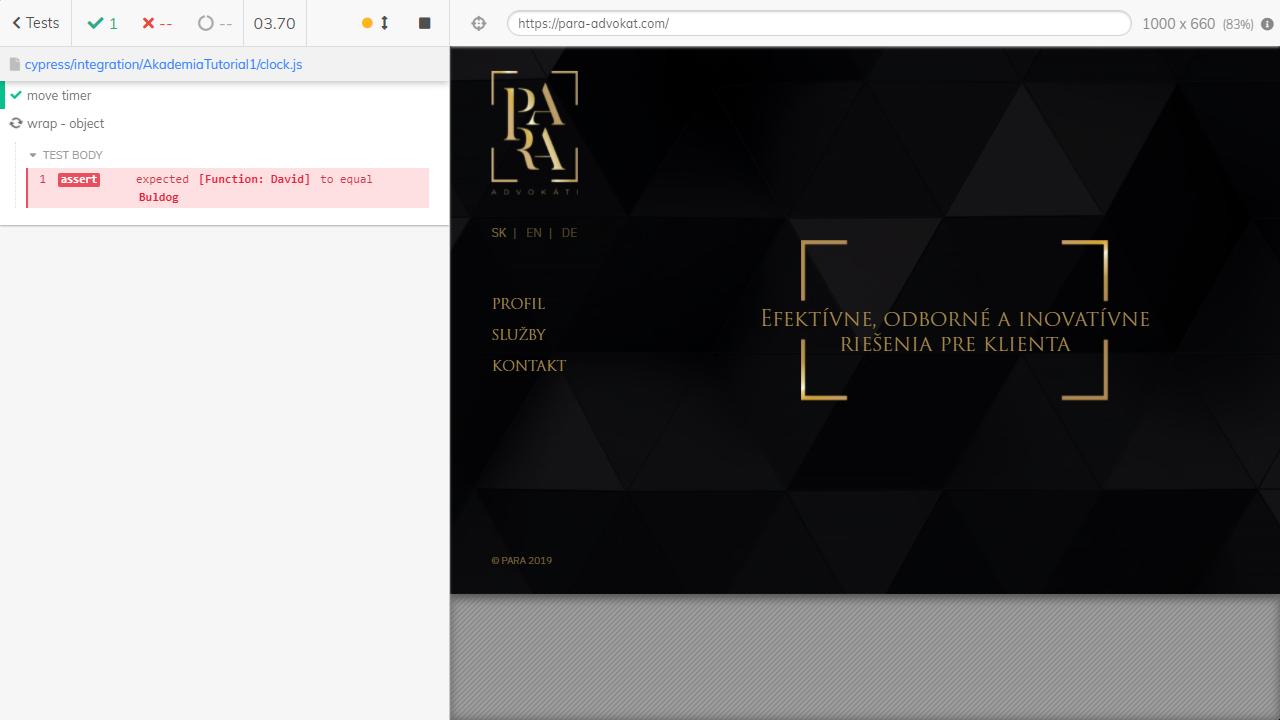 Tests
1
--
--
03.70
https://para-advokat.com/
1000 x 660 (83%)
cypress/integration/AkademiaTutorial1/clock.js
move timer
wrap - object
TEST BODY
1 assert expected [Function: David] to equal
Buldog
PARA
ADVOKÁTI
SK | EN | DE
PROFIL
SLUŽBY
KONTAKT
Efektívne, odborné a inovatívne
riešenia pre klienta
© PARA 2019